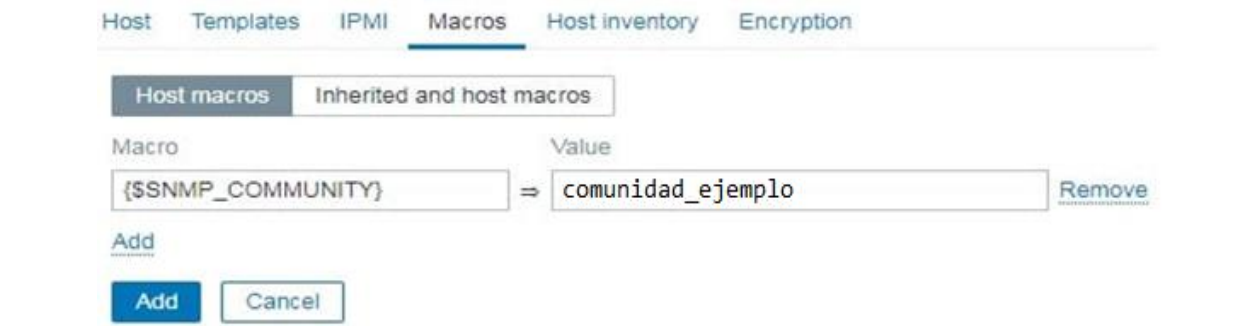 Host Templates IPMI Macros Host inventory Encryption
Host macros Inherited and host macros
Macro Value
{$SNMP_COMMUNITY} ⇒ comunidad_ejemplo Remove
Add
Add Cancel